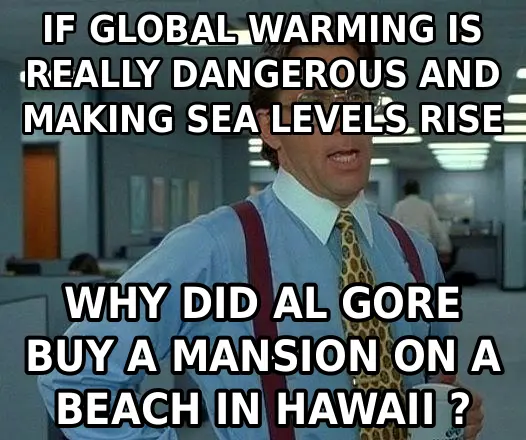 IF GLOBAL WARMING IS
REALLY DANGEROUS AND
MAKING SEA LEVELS RISE
WHY DID AL GORE
BUY A MANSION ON A
BEACH IN HAWAII ?